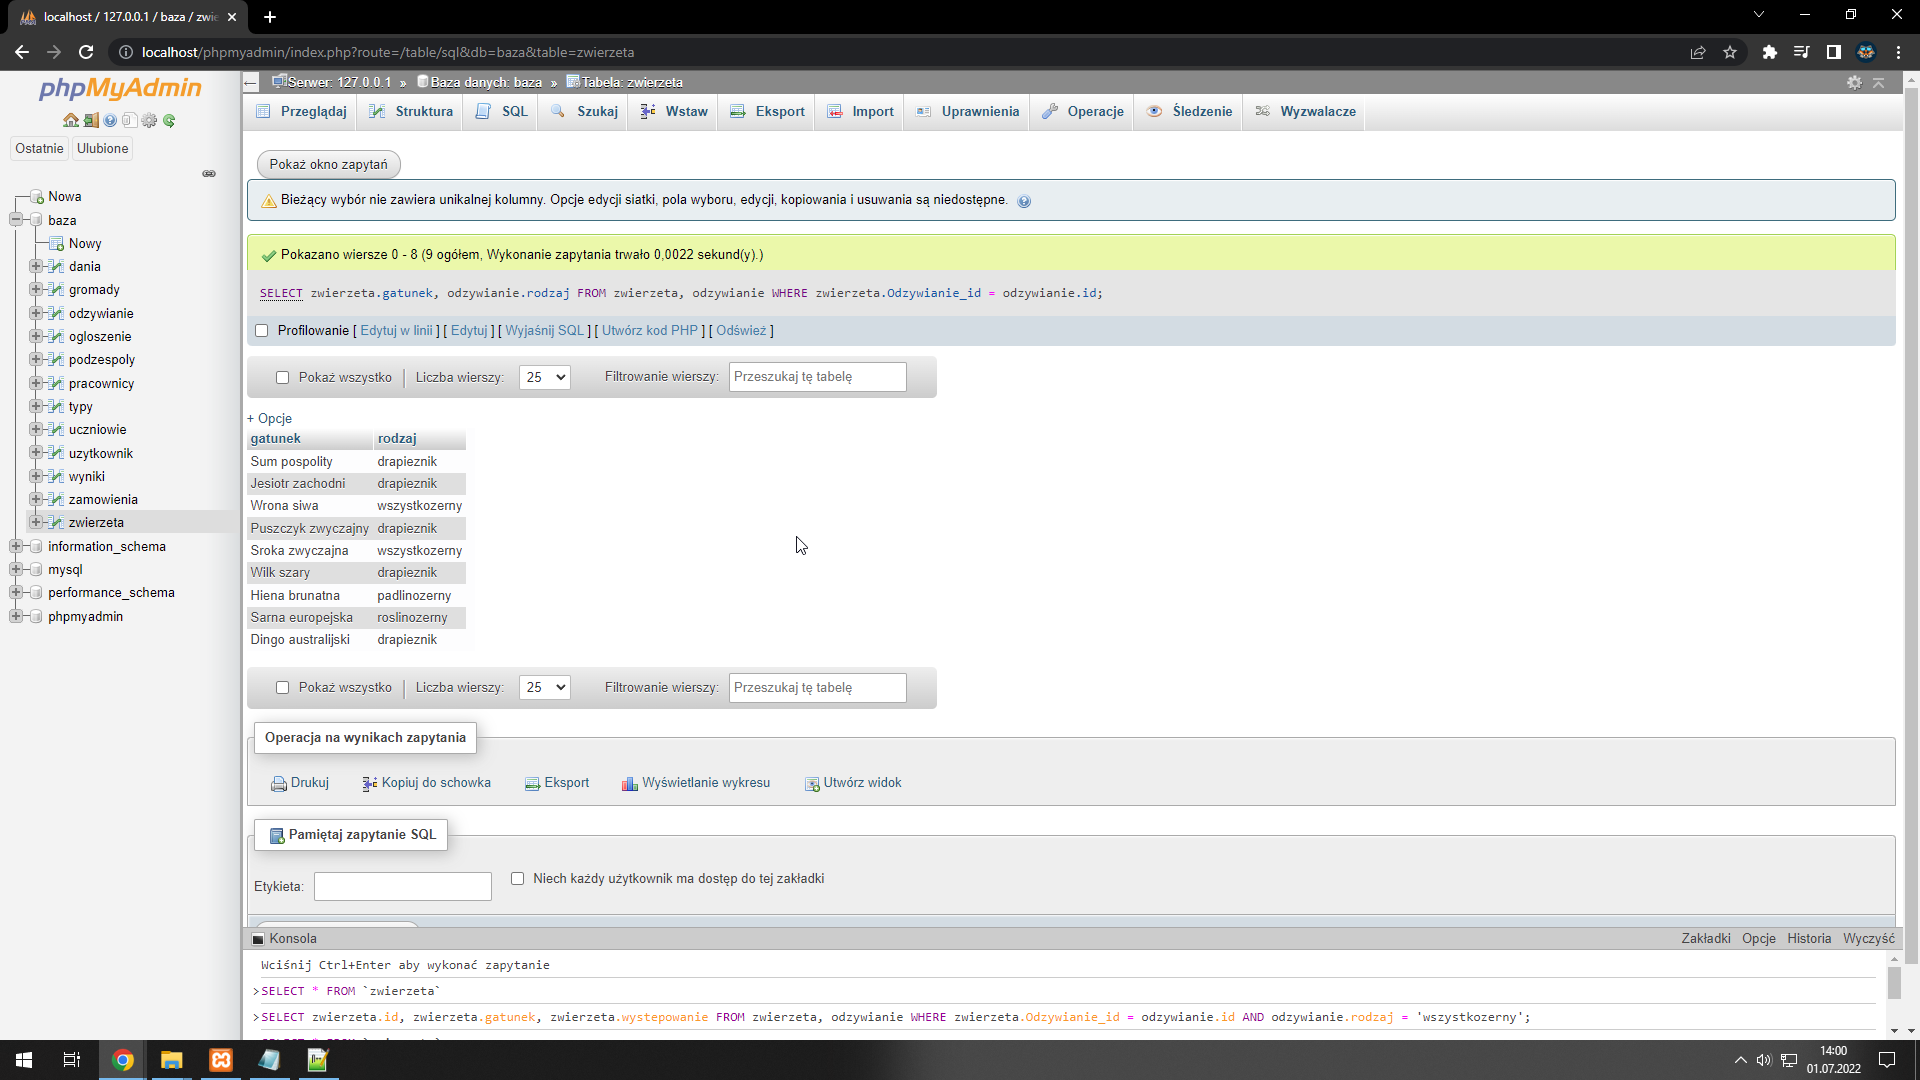 localhost / 127.0.0.1 / baza / zwie
localhost/phpmyadmin/index.php?route=/table/sql&db=baza&table=zwierzeta
phpMyAdmin
Ostatnie Ulubione
Nowa
baza
Nowy
dania
gromady
odzywianie
ogloszenie
podzespoly
pracownicy
typy
uczniowie
uzytkownik
wyniki
zamowienia
zwierzeta
information_schema
mysql
performance_schema
phpmyadmin
Serwer: 127.0.0.1 » Baza danych: baza » Tabela: zwierzeta
Przeglądaj Struktura SQL Szukaj Wstaw Eksport Import Uprawnienia Operacje Śledzenie Wyzwalacze
Pokaż okno zapytań
Bieżący wybór nie zawiera unikalnej kolumny. Opcje edycji siatki, pola wyboru, edycji, kopiowania i usuwania są niedostępne.
Pokazano wiersze 0 - 8 (9 ogółem, Wykonanie zapytania trwało 0,0022 sekund(y).)
SELECT zwierzeta.gatunek, odzywianie.rodzaj FROM zwierzeta, odzywianie WHERE zwierzeta.Odzywianie_id = odzywianie.id;
Profilowanie [ Edytuj w linii ] [ Edytuj ] [ Wyjaśnij SQL ] [ Utwórz kod PHP ] [ Odśwież ]
Pokaż wszystko | Liczba wierszy: 25 Filtrowanie wierszy: Przeszukaj tę tabelę
+ Opcje
gatunek rodzaj
Sum pospolity drapieznik
Jesiotr zachodni drapieznik
Wrona siwa wszystkozerny
Puszczyk zwyczajny drapieznik
Sroka zwyczajna wszystkozerny
Wilk szary drapieznik
Hiena brunatna padlinozerny
Sarna europejska roslinozerny
Dingo australijski drapieznik
Pokaż wszystko | Liczba wierszy: 25 Filtrowanie wierszy: Przeszukaj tę tabelę
Operacja na wynikach zapytania
Drukuj Kopiuj do schowka Eksport Wyświetlanie wykresu Utwórz widok
Pamiętaj zapytanie SQL
Etykieta: Niech każdy użytkownik ma dostęp do tej zakładki
Konsola Zakładki Opcje Historia Wyczyść
Wciśnij Ctrl+Enter aby wykonać zapytanie
>SELECT * FROM `zwierzeta`
>SELECT zwierzeta.id, zwierzeta.gatunek, zwierzeta.wystepowanie FROM zwierzeta, odzywianie WHERE zwierzeta.Odzywianie_id = odzywianie.id AND odzywianie.rodzaj = 'wszystkozerny';
14:00
01.07.2022